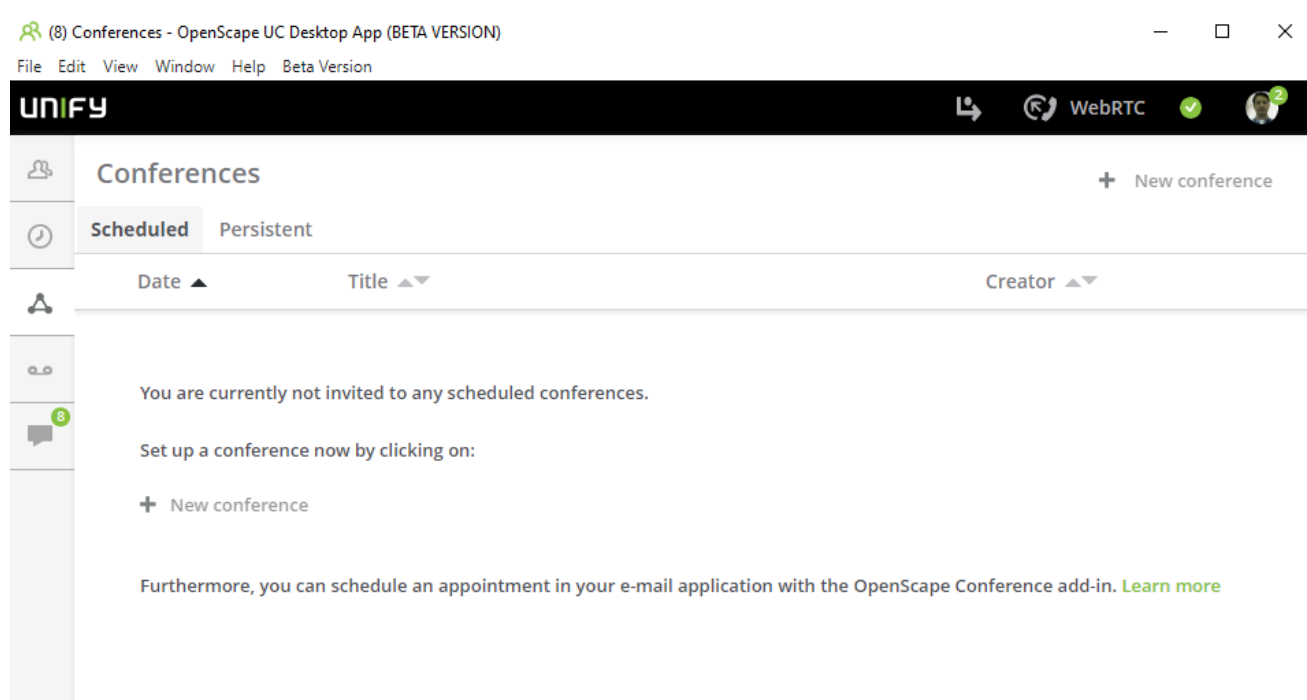 (8) Conferences - OpenScape UC Desktop App (BETA VERSION)
File Edit View Window Help Beta Version
UNIFY WebRTC 2
Conferences
+ New conference
Scheduled Persistent
Date Title Creator
You are currently not invited to any scheduled conferences.
8
Set up a conference now by clicking on:
+ New conference
Furthermore, you can schedule an appointment in your e-mail application with the OpenScape Conference add-in. Learn more